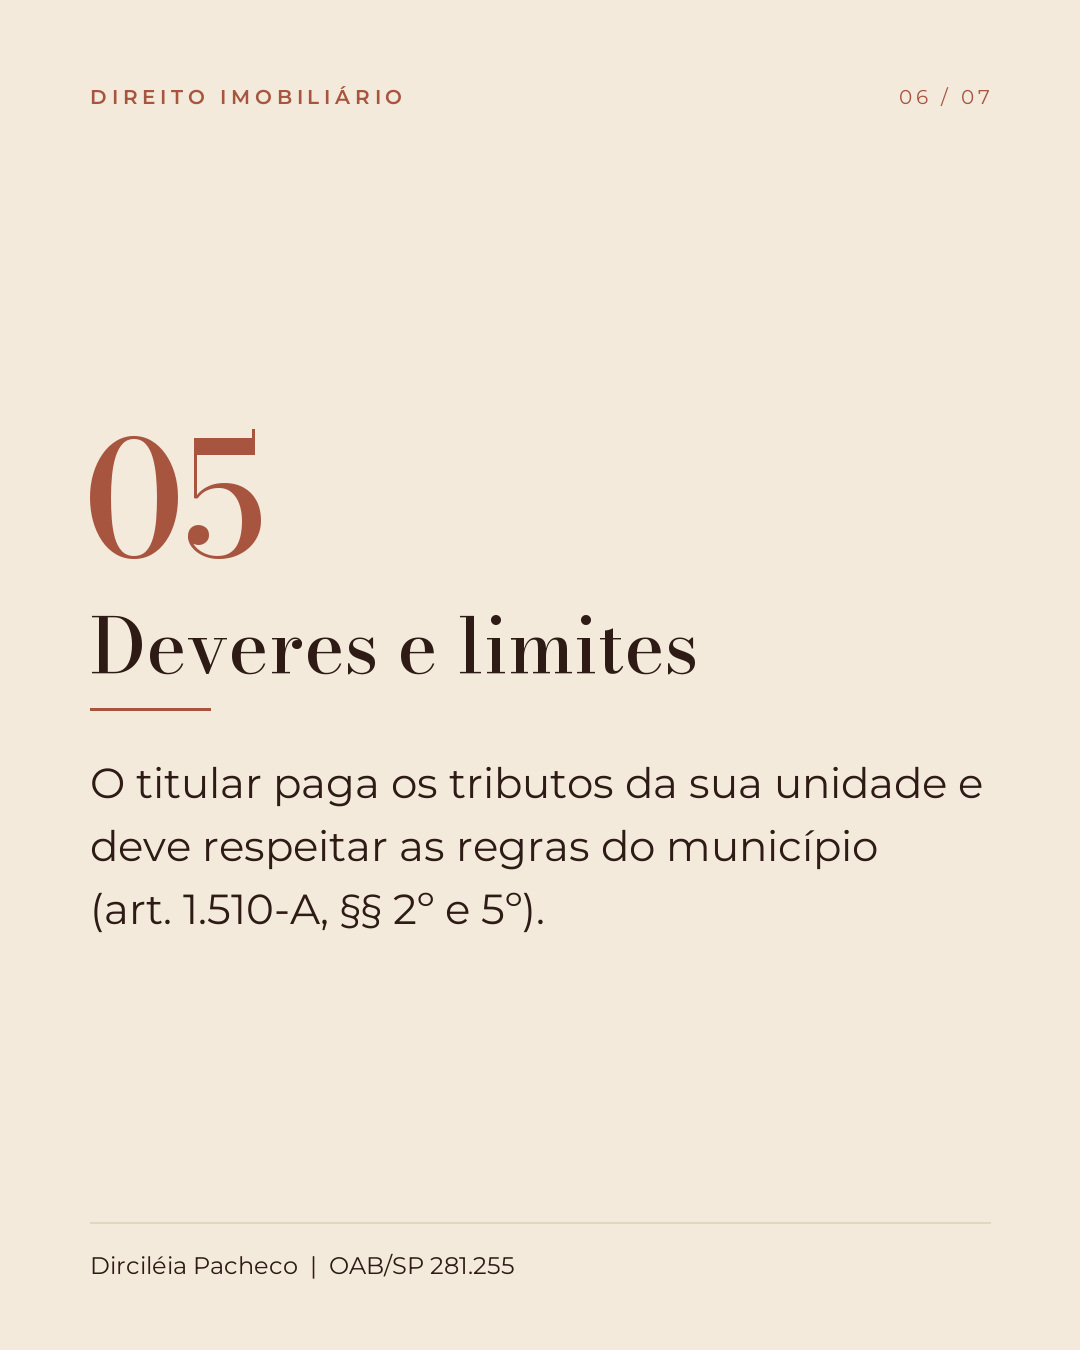 DIREITO IMOBILIÁRIO
06 / 07
05
Deveres e limites
O titular paga os tributos da sua unidade e
deve respeitar as regras do município
(art. 1.510-A, §§ 2º e 5º).
Dirciléia Pacheco | OAB/SP 281.255